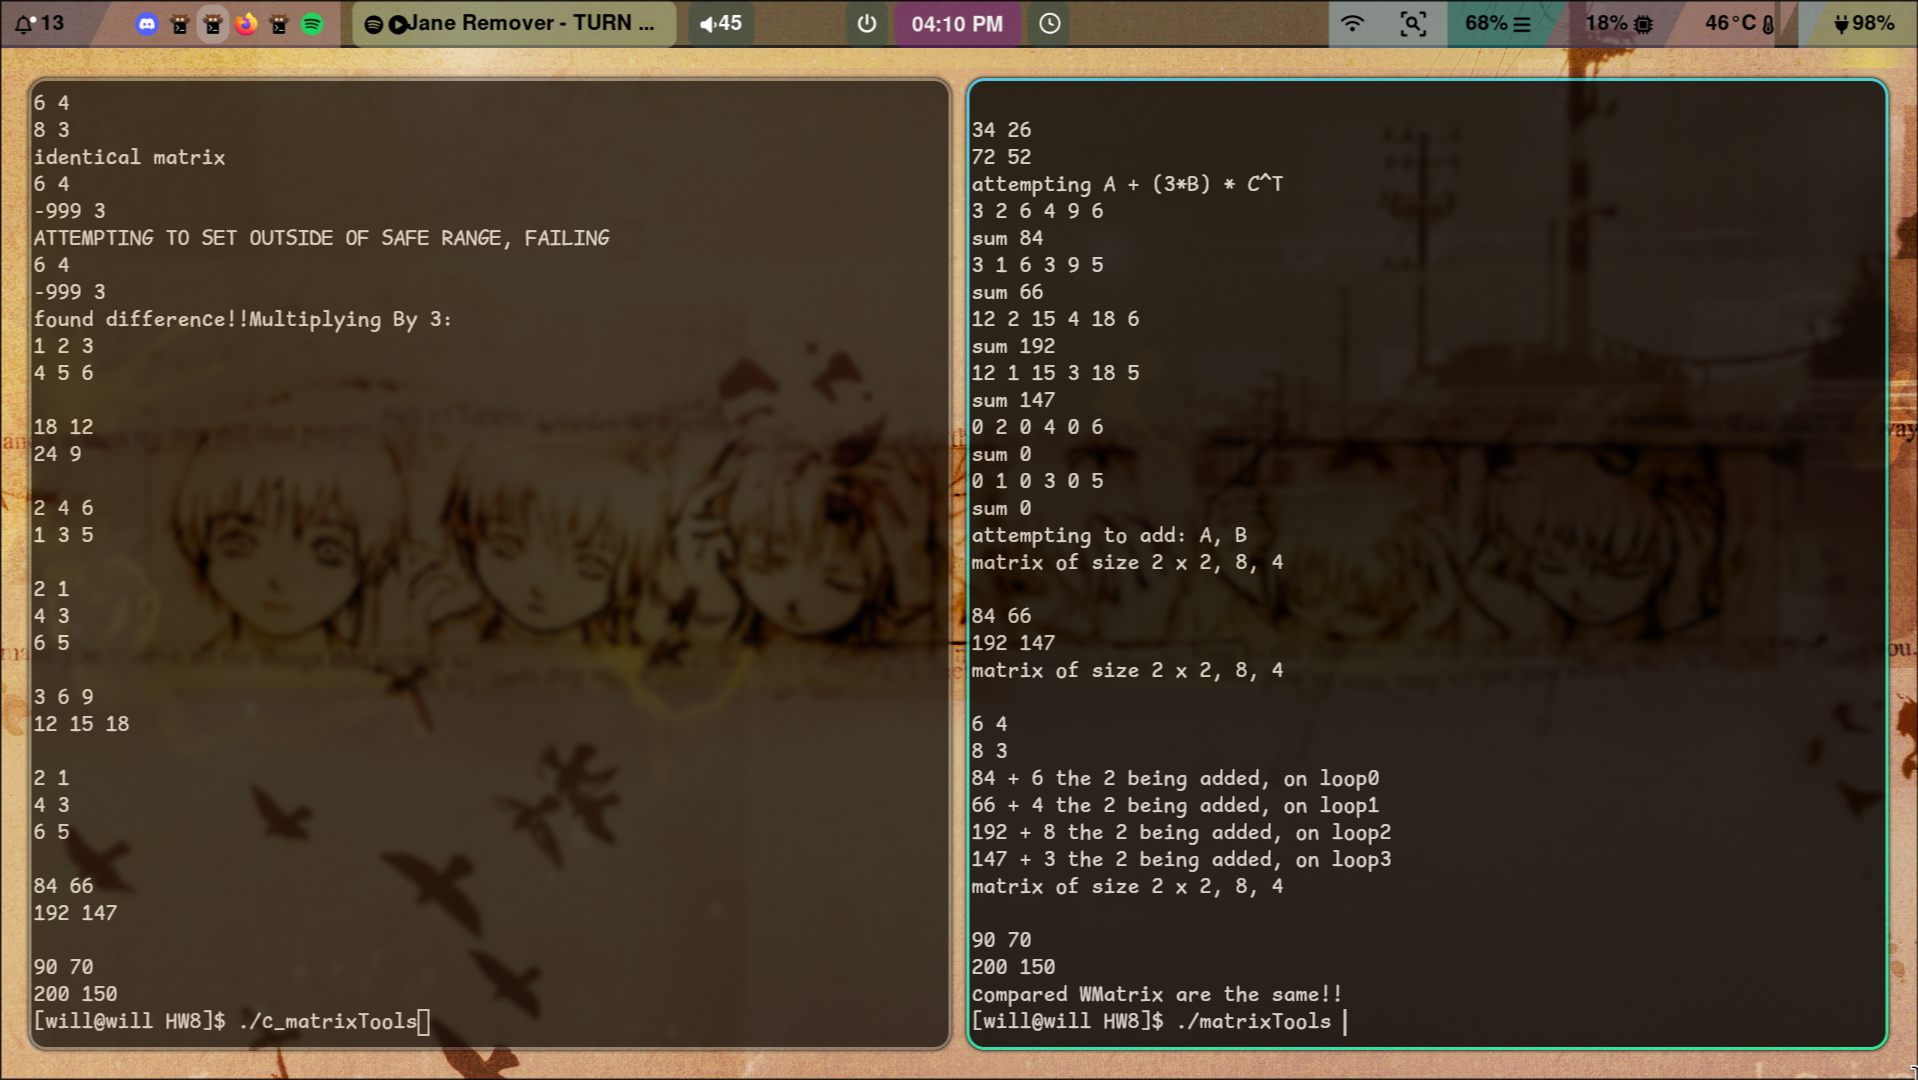 13
Jane Remover - TURN ...
45
04:10 PM
68%
18%
46°C
98%
6 4
8 3
identical matrix
6 4
-999 3
ATTEMPTING TO SET OUTSIDE OF SAFE RANGE, FAILING
6 4
-999 3
found difference!!Multiplying By 3:
1 2 3
4 5 6
18 12
24 9
2 4 6
1 3 5
2 1
4 3
6 5
3 6 9
12 15 18
2 1
4 3
6 5
84 66
192 147
90 70
200 150
[will@will HW8]$ ./c_matrixTools
34 26
72 52
attempting A + (3*B) * C^T
3 2 6 4 9 6
sum 84
3 1 6 3 9 5
sum 66
12 2 15 4 18 6
sum 192
12 1 15 3 18 5
sum 147
0 2 0 4 0 6
sum 0
0 1 0 3 0 5
sum 0
attempting to add: A, B
matrix of size 2 x 2, 8, 4
84 66
192 147
matrix of size 2 x 2, 8, 4
6 4
8 3
84 + 6 the 2 being added, on loop0
66 + 4 the 2 being added, on loop1
192 + 8 the 2 being added, on loop2
147 + 3 the 2 being added, on loop3
matrix of size 2 x 2, 8, 4
90 70
200 150
compared WMatrix are the same!!
[will@will HW8]$ ./matrixTools